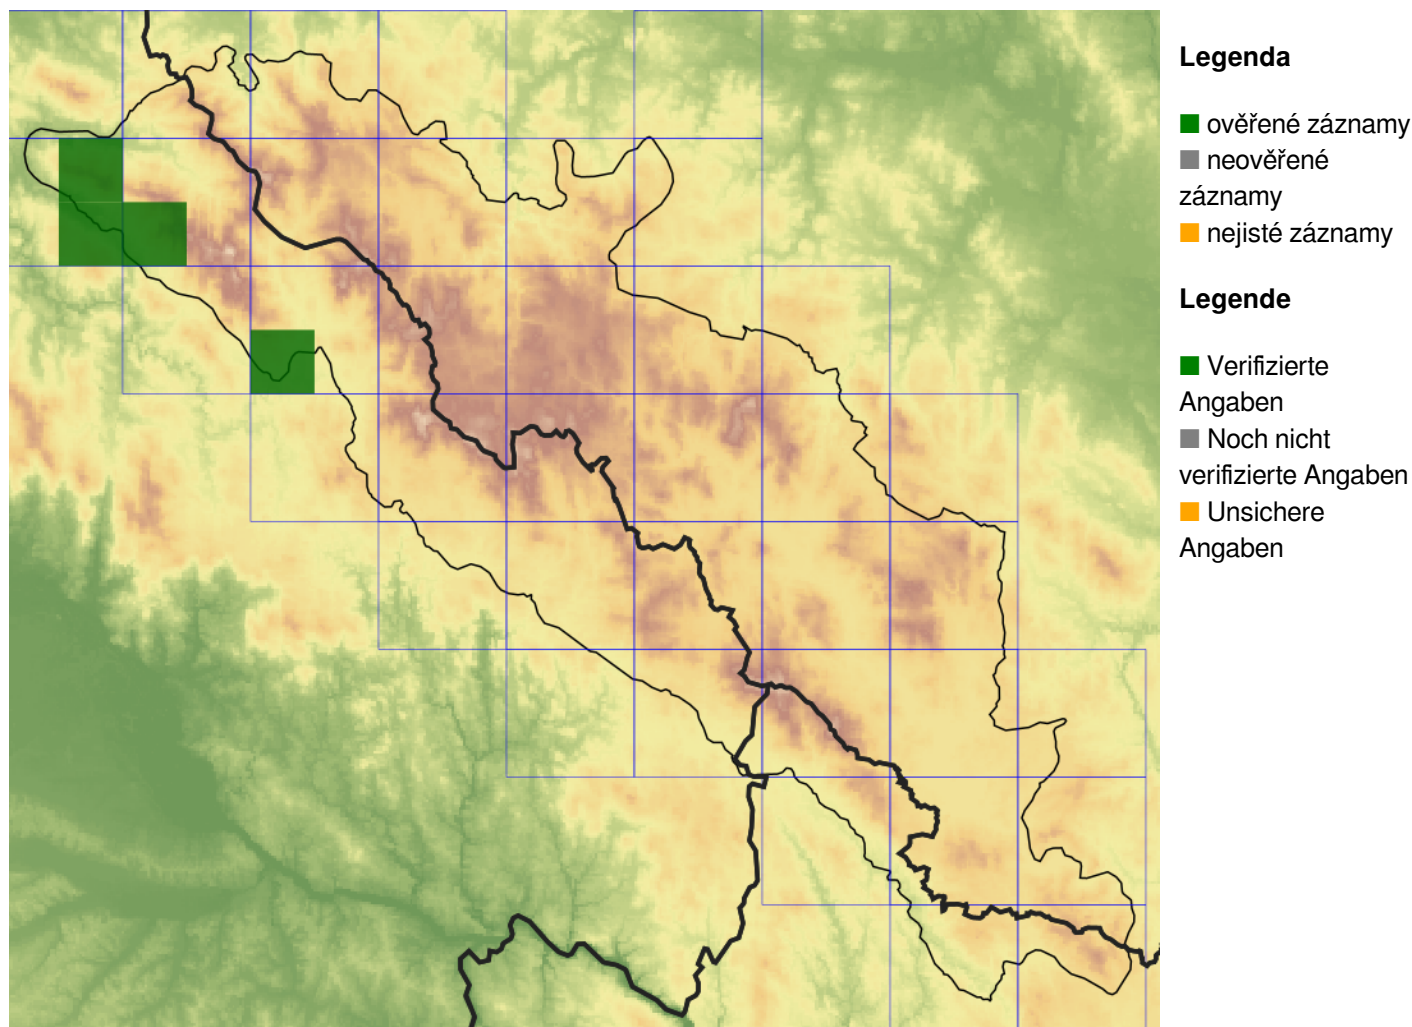 Legenda
ověřené záznamy
neověřené
záznamy
nejisté záznamy
Legende
Verifizierte
Angaben
Noch nicht
verifizierte Angaben
Unsichere
Angaben